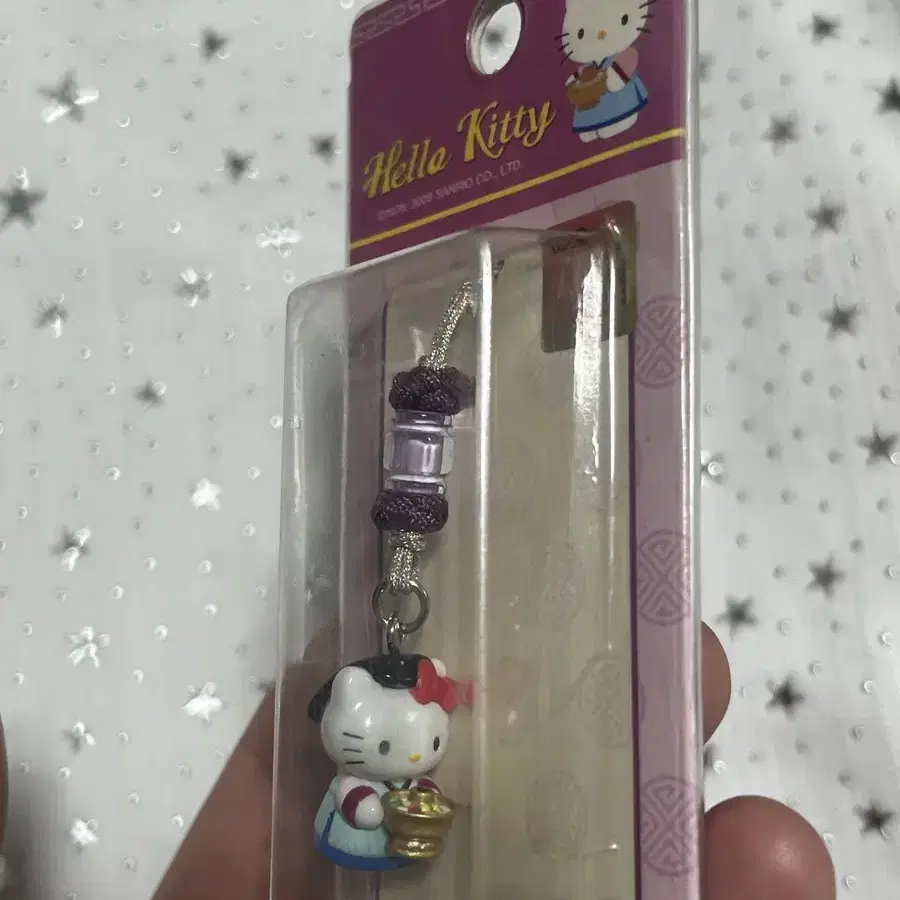 Hello Kitty
©1976, 2009 SANRIO CO., LTD.